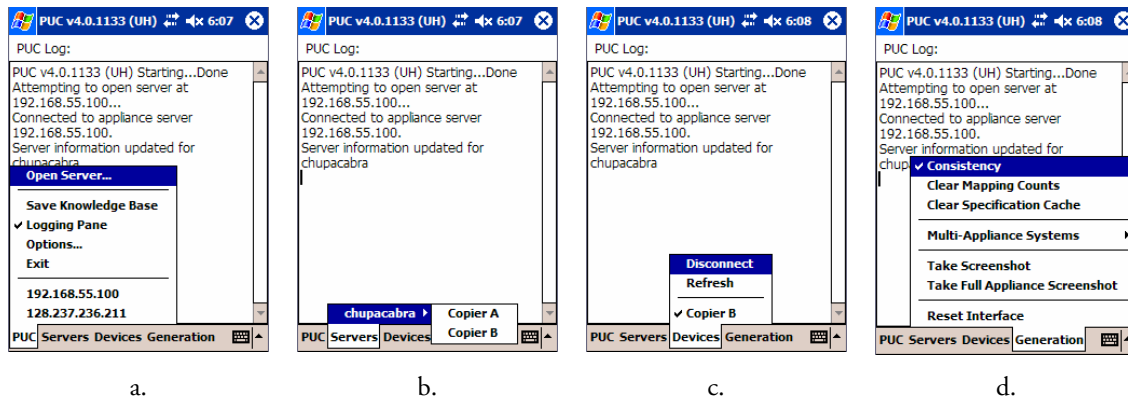 PUC v4.0.1133 (UH) 6:07
PUC Log:
PUC v4.0.1133 (UH) Starting...Done
Attempting to open server at
192.168.55.100...
Connected to appliance server
192.168.55.100.
Server information updated for
chupacabra
Open Server...
Save Knowledge Base
Logging Pane
Options...
Exit
192.168.55.100
128.237.236.211
PUC Servers Devices Generation
a.
PUC v4.0.1133 (UH) 6:07
PUC Log:
PUC v4.0.1133 (UH) Starting...Done
Attempting to open server at
192.168.55.100...
Connected to appliance server
192.168.55.100.
Server information updated for
chupacabra
chupacabra
Copier A
Copier B
PUC Servers Devices
b.
PUC v4.0.1133 (UH) 6:08
PUC Log:
PUC v4.0.1133 (UH) Starting...Done
Attempting to open server at
192.168.55.100...
Connected to appliance server
192.168.55.100.
Server information updated for
chupacabra
Disconnect
Refresh
Copier B
PUC Servers Devices Generation
c.
PUC v4.0.1133 (UH) 6:08
PUC Log:
PUC v4.0.1133 (UH) Starting...Done
Attempting to open server at
192.168.55.100...
Connected to appliance server
192.168.55.100.
Server information updated for
chup
Consistency
Clear Mapping Counts
Clear Specification Cache
Multi-Appliance Systems
Take Screenshot
Take Full Appliance Screenshot
Reset Interface
PUC Servers Devices Generation
d.